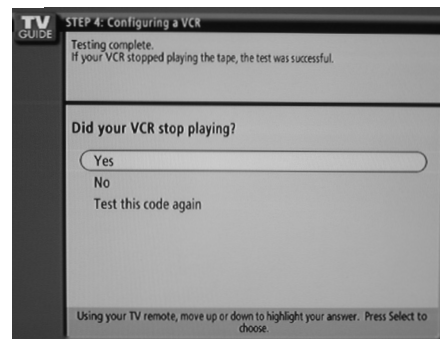 TV
GUIDE
STEP 4: Configuring a VCR
Testing complete.
If your VCR stopped playing the tape, the test was successful.
Did your VCR stop playing?
Yes
No
Test this code again
Using your TV remote, move up or down to highlight your answer. Press Select to
choose.